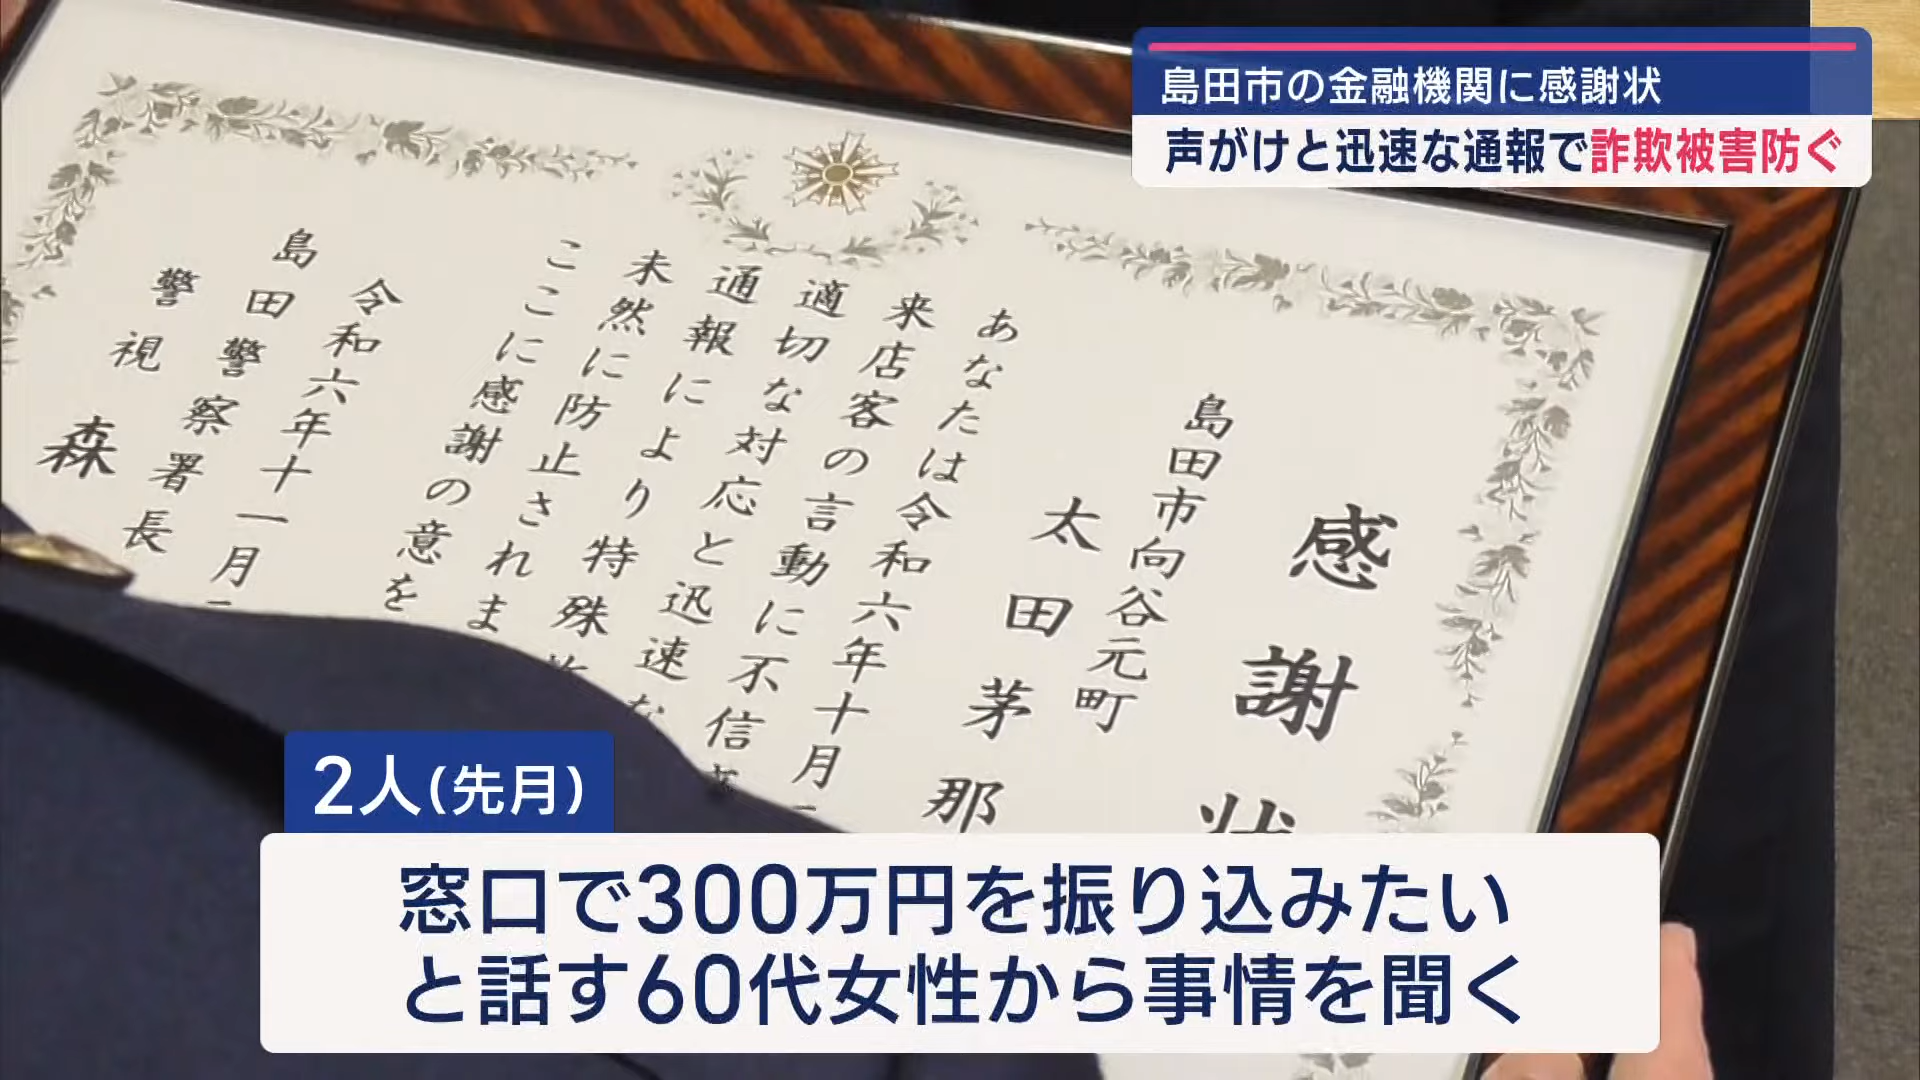 島田市の金融機関に感謝状
声がけと迅速な通報で詐欺被害防ぐ
感謝状
島田市向谷元町
太田茅那
あなたは令和六年十月
来店客の言動に不信
適切な対応と迅速な
通報により特殊
未然に防止されま
ここに感謝の意を
令和六年十一月
島田警察署長
警視 森
2人(先月)
窓口で300万円を振り込みたい
と話す60代女性から事情を聞く